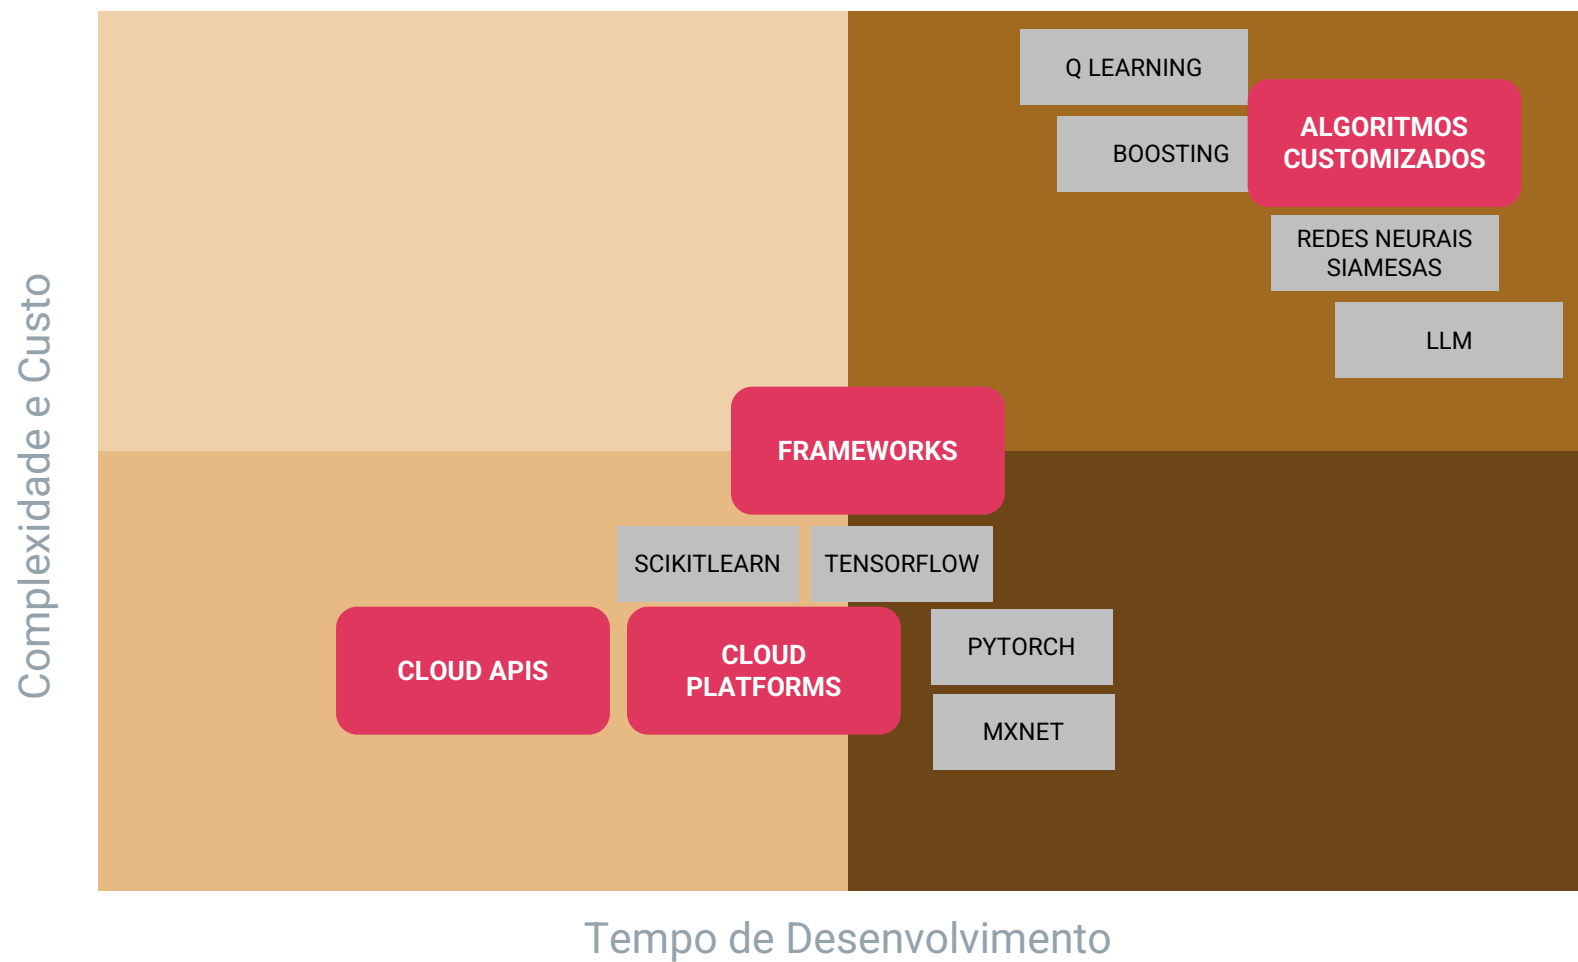 Q LEARNING
ALGORITMOS
CUSTOMIZADOS
BOOSTING
REDES NEURAIS
SIAMESAS
LLM
FRAMEWORKS
SCIKITLEARN
TENSORFLOW
CLOUD APIS
CLOUD
PLATFORMS
PYTORCH
MXNET
Complexidade e Custo
Tempo de Desenvolvimento